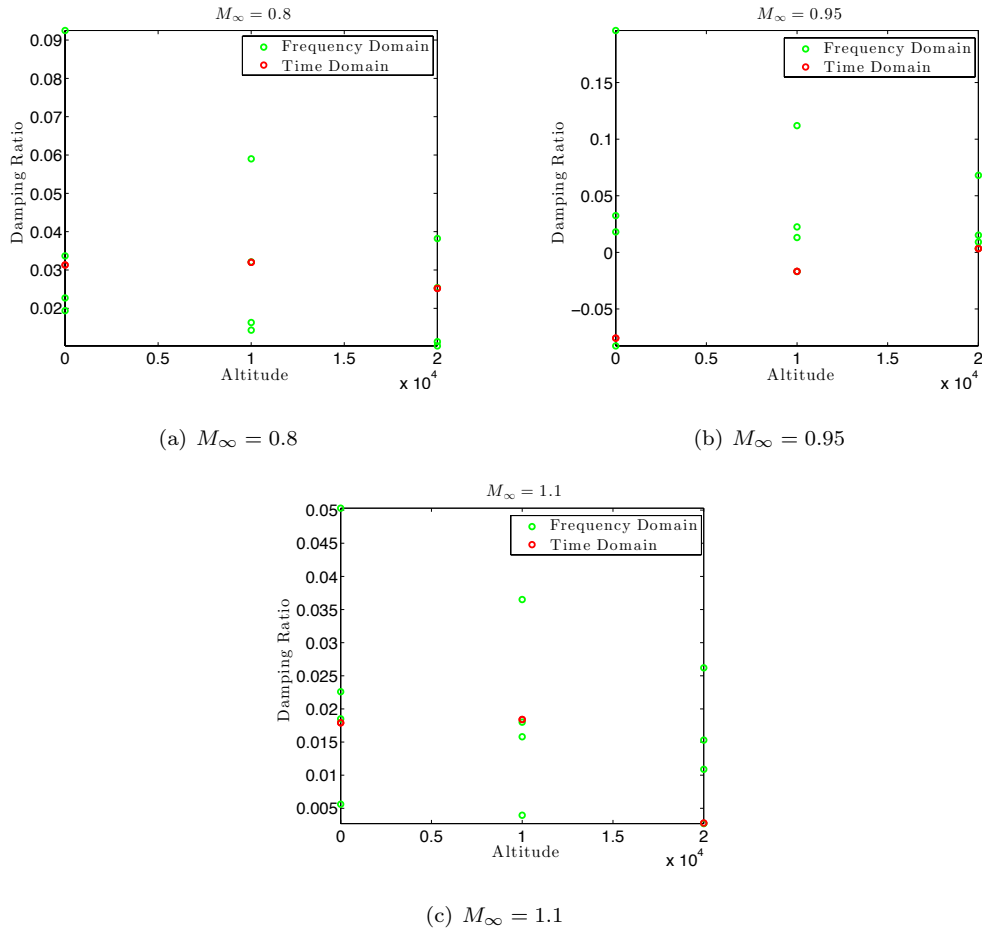 M∞ = 0.8
Frequency Domain
Time Domain
0.09
0.08
0.07
0.06
0.05
0.04
0.03
0.02
Damping Ratio
0
0.5
1
1.5
2
Altitude
x 10^4
(a) M∞ = 0.8
M∞ = 0.95
Frequency Domain
Time Domain
0.15
0.1
0.05
0
−0.05
Damping Ratio
0
0.5
1
1.5
2
Altitude
x 10^4
(b) M∞ = 0.95
M∞ = 1.1
Frequency Domain
Time Domain
0.05
0.045
0.04
0.035
0.03
0.025
0.02
0.015
0.01
0.005
Damping Ratio
0
0.5
1
1.5
2
Altitude
x 10^4
(c) M∞ = 1.1